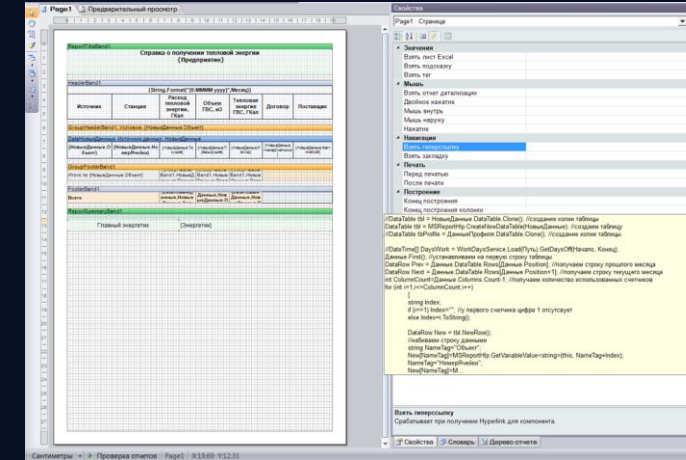 Page1 Предварительный просмотр
ReportTitleBand1
Справка о получении тепловой энергии
{Предприятие}
HeaderBand1
{String.Format("{0:MMMM yyyy}",Месяц)}
Источник Станция Расход тепловой энергии, ГКал Объем ГВС, м3 Тепловая энергия ГВС, ГКал Договор Поставщик
GroupHeaderBand1; Условие: {НовыеДанные.Объект}
DataНовыеДанные; Источник данных: НовыеДанные
GroupFooterBand1
Итого по {НовыеДанные.Объект}
FooterBand1
Всего
ReportSummaryBand1
Главный энергетик {Энергетик}
Сантиметры Проверка отчетов Page1 X:19,69 Y:12,31
Свойства
Page1 : Страница
Значения
Взять лист Excel
Взять подсказку
Взять тег
Мышь
Взять отчет детализации
Двойное нажатие
Мышь внутрь
Мышь наружу
Нажатие
Навигация
Взять гиперссылку
Взять закладку
Печать
Перед печатью
После печати
Построение
Конец построения
Конец построения колонки
//DataTable tbl = НовыеДанные.DataTable.Clone(); //создание копии таблицы
DataTable tbl = MSReportHlp.CreateNewDataTable(НовыеДанные); //создаем таблицу
//DataTable tblProfile = ДанныеПрофиля.DataTable.Clone(); //создание копии таблицы
//DateTime[] DaysWork = WorkDaysService.Load(Путь).GetDaysOff(Начало, Конец);
Данные.First(); //устанавливаем на первую строку таблицы
DataRow Prev = Данные.DataTable.Rows[Данные.Position]; //получаем строку прошлого месяца
DataRow Next = Данные.DataTable.Rows[Данные.Position+1]; //получаем строку текущего месяца
int ColumnCount=Данные.Columns.Count-1; //получаем количество использованных счетчиков
for (int i=1;i<=ColumnCount;i++)
{
string Index;
if (i==1) Index=""; //у первого счетчика цифра 1 отсутсвует
else Index=i.ToString();
DataRow New = tbl.NewRow();
//набиваем строку данными
string NameTag="Объект";
New[NameTag]=MSReportHlp.GetVariableValue<string>(this, NameTag+Index);
NameTag="НомерЯчейки";
New[NameTag]=M...
Взять гиперссылку
Срабатывает при получении Hyperlink для компонента.
Свойства Словарь Дерево отчета